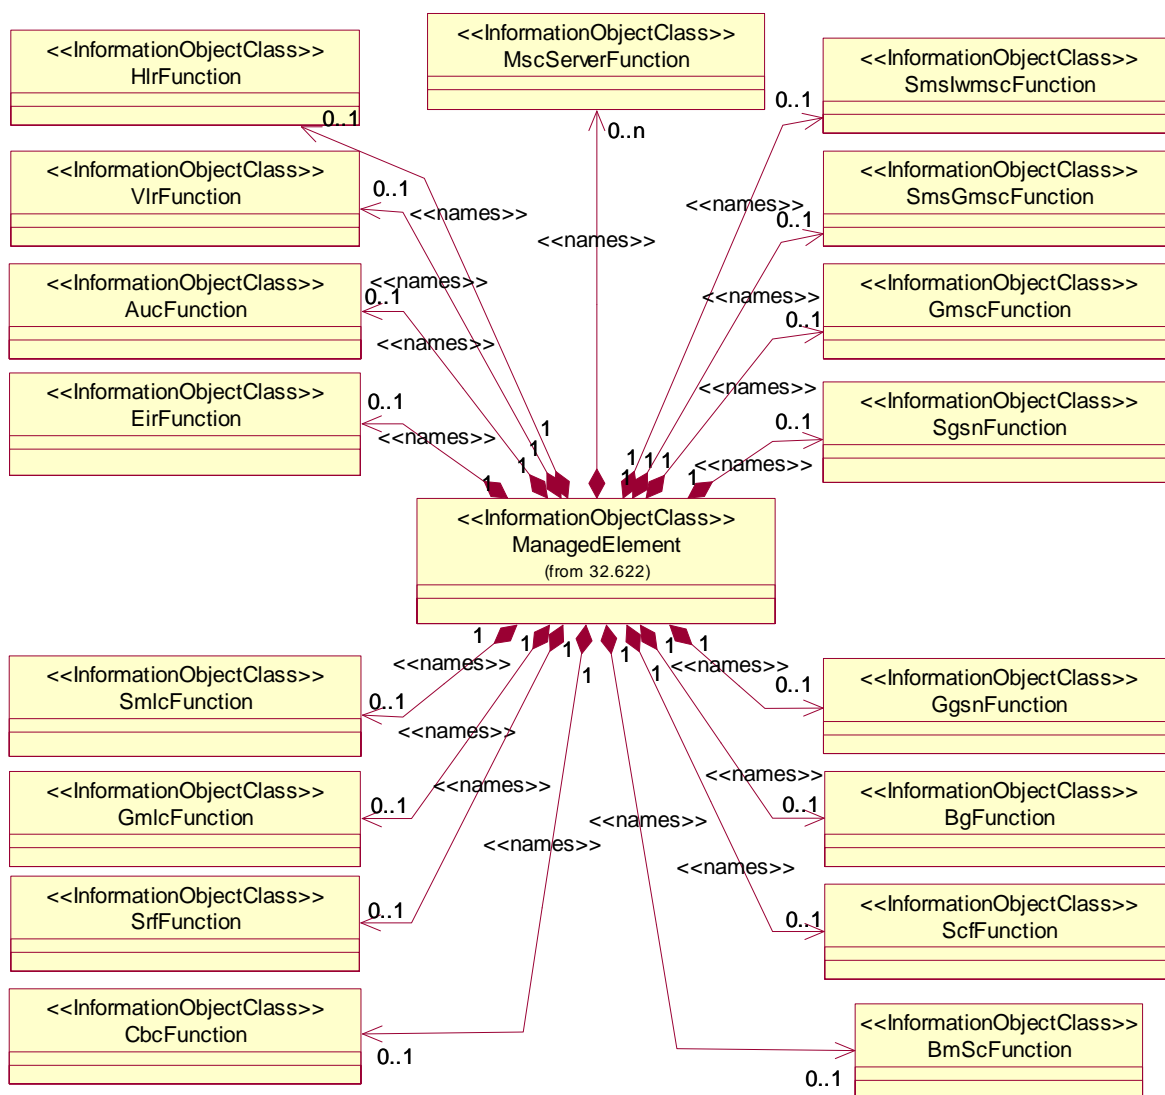 <<InformationObjectClass>>
HlrFunction
0..1
<<InformationObjectClass>>
MscServerFunction
0..n
<<names>>
<<InformationObjectClass>>
SmsIwmscFunction
0..1
<<names>>
<<InformationObjectClass>>
VlrFunction
0..1
<<names>>
<<InformationObjectClass>>
SmsGmscFunction
0..1
<<names>>
<<InformationObjectClass>>
AucFunction
0..1
<<names>>
<<InformationObjectClass>>
GmscFunction
0..1
<<names>>
<<InformationObjectClass>>
EirFunction
0..1
<<names>>
<<InformationObjectClass>>
SgsnFunction
0..1
<<names>>
<<names>>
1
1
1
1
1
1
1
1
1
<<InformationObjectClass>>
ManagedElement
(from 32.622)
1
1
1
1
1
1
1
1
<<names>>
<<names>>
<<InformationObjectClass>>
SmlcFunction
0..1
<<names>>
<<InformationObjectClass>>
GgsnFunction
0..1
<<InformationObjectClass>>
GmlcFunction
0..1
<<names>>
<<names>>
<<InformationObjectClass>>
BgFunction
0..1
<<names>>
<<names>>
<<names>>
<<InformationObjectClass>>
SrfFunction
0..1
<<InformationObjectClass>>
ScfFunction
0..1
<<InformationObjectClass>>
CbcFunction
0..1
<<InformationObjectClass>>
BmScFunction
0..1